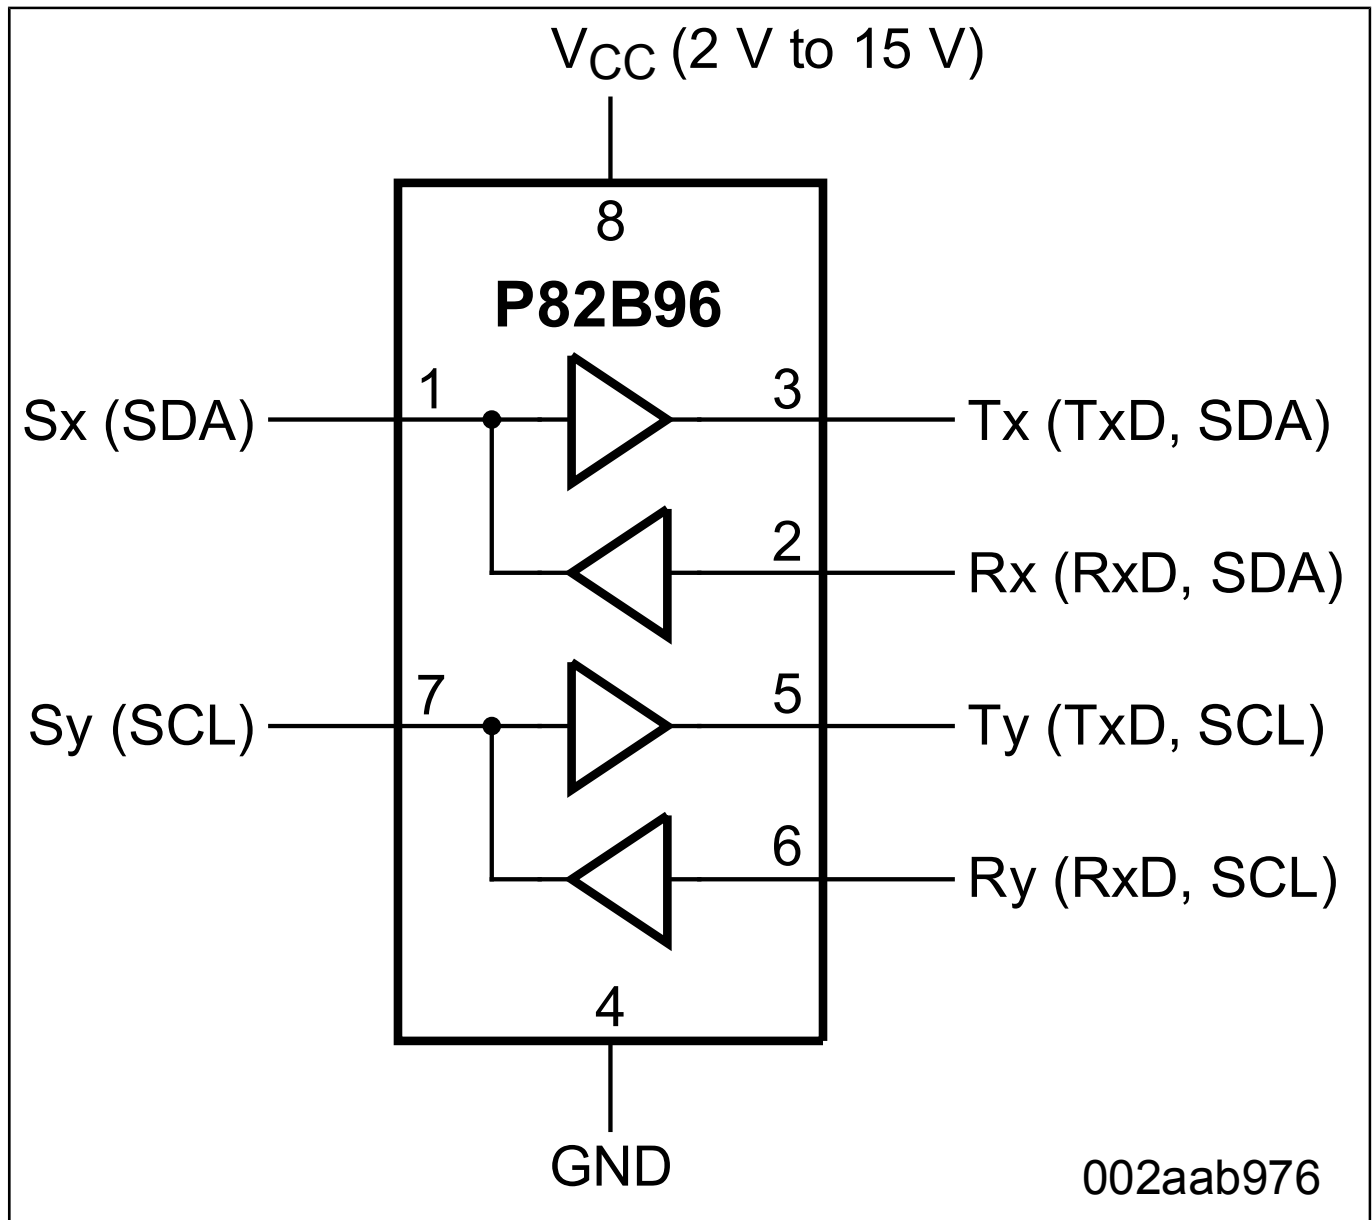 VCC (2 V to 15 V)
8
P82B96
1
3
Sx (SDA)
Tx (TxD, SDA)
2
Rx (RxD, SDA)
7
5
Sy (SCL)
Ty (TxD, SCL)
6
Ry (RxD, SCL)
4
GND
002aab976